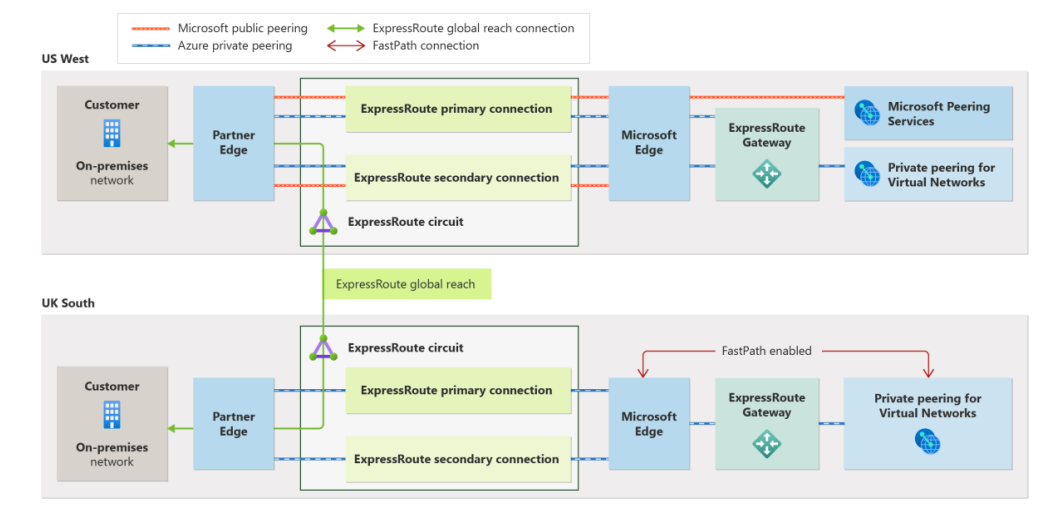 Microsoft public peering
ExpressRoute global reach connection
Azure private peering
FastPath connection
US West
Customer
On-premises
network
Partner
Edge
ExpressRoute primary connection
ExpressRoute secondary connection
ExpressRoute circuit
Microsoft
Edge
ExpressRoute
Gateway
Microsoft Peering
Services
Private peering for
Virtual Networks
ExpressRoute global reach
UK South
Customer
On-premises
network
Partner
Edge
ExpressRoute circuit
ExpressRoute primary connection
ExpressRoute secondary connection
Microsoft
Edge
FastPath enabled
ExpressRoute
Gateway
Private peering for
Virtual Networks